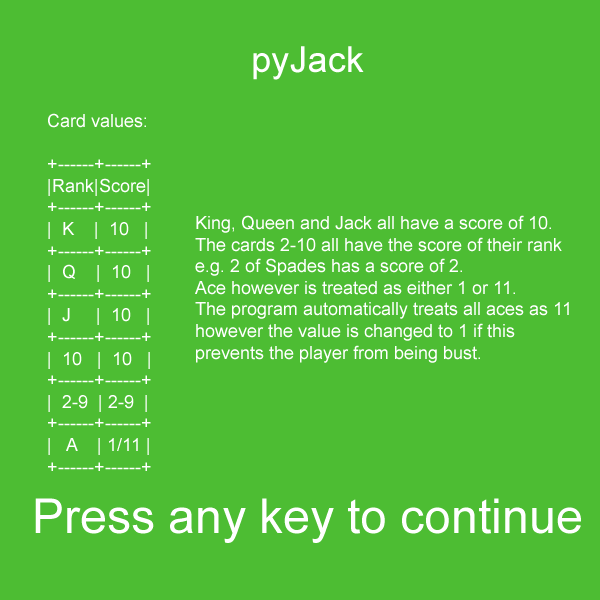 pyJack
Card values:
+------+------+
|Rank|Score|
+------+------+
| K | 10 |
+------+------+
| Q | 10 |
+------+------+
| J | 10 |
+------+------+
| 10 | 10 |
+------+------+
| 2-9 | 2-9 |
+------+------+
| A | 1/11 |
+------+------+
King, Queen and Jack all have a score of 10.
The cards 2-10 all have the score of their rank
e.g. 2 of Spades has a score of 2.
Ace however is treated as either 1 or 11.
The program automatically treats all aces as 11
however the value is changed to 1 if this
prevents the player from being bust.
Press any key to continue